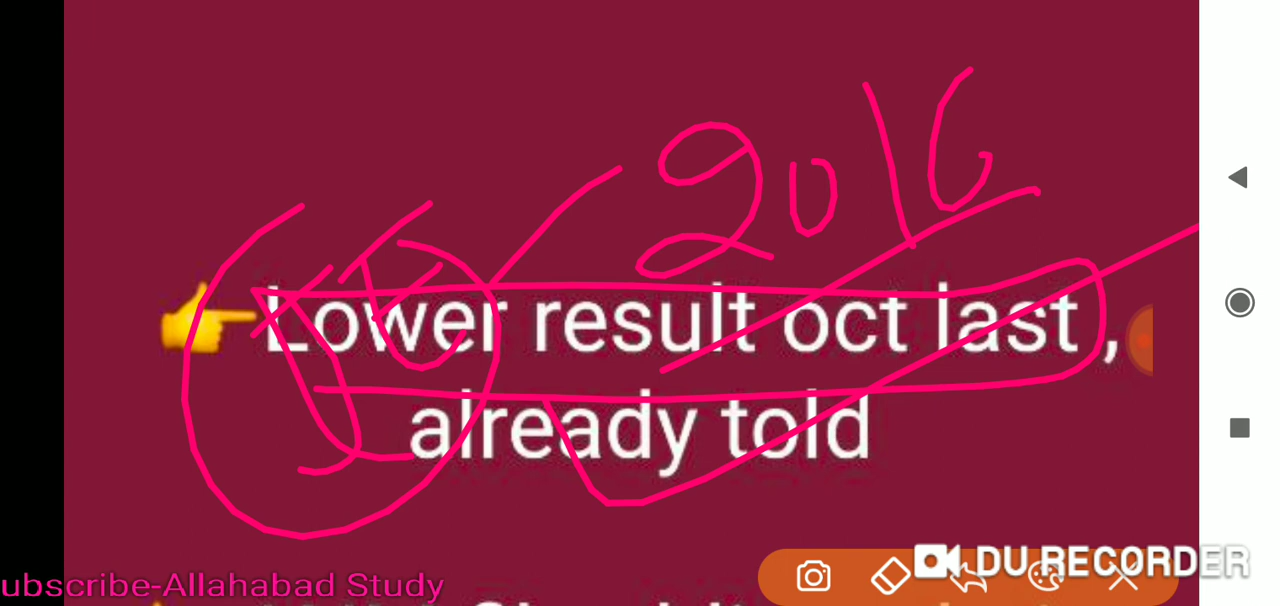 2016
👉Lower result oct last ,
already told
DU RECORDER
ubscribe-Allahabad Study